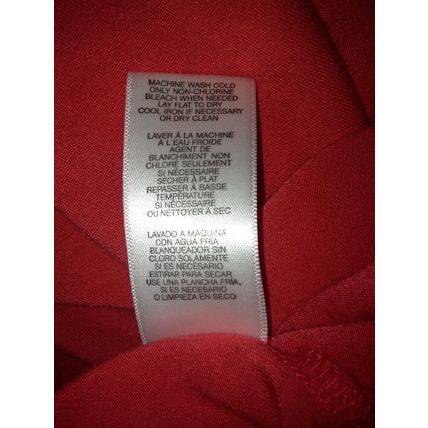 MACHINE WASH COLD
ONLY NON-CHLORINE
BLEACH WHEN NEEDED
LAY FLAT TO DRY
COOL IRON IF NECESSARY
OR DRY CLEAN
LAVER À LA MACHINE
À L'EAU FROIDE
AGENT DE
BLANCHIMENT NON
CHLORÉ SEULEMENT
SI NÉCESSAIRE
SÉCHER À PLAT
REPASSER À BASSE
TEMPÉRATURE
SI NÉCESSAIRE
OU NETTOYER À SEC
LAVADO A MÁQUINA
CON AGUA FRÍA
BLANQUEADOR SIN
CLORO SOLAMENTE
SI ES NECESARIO
ESTIRAR PARA SECAR
USE UNA PLANCHA FRÍA,
SI ES NECESARIO
O LIMPIEZA EN SECO